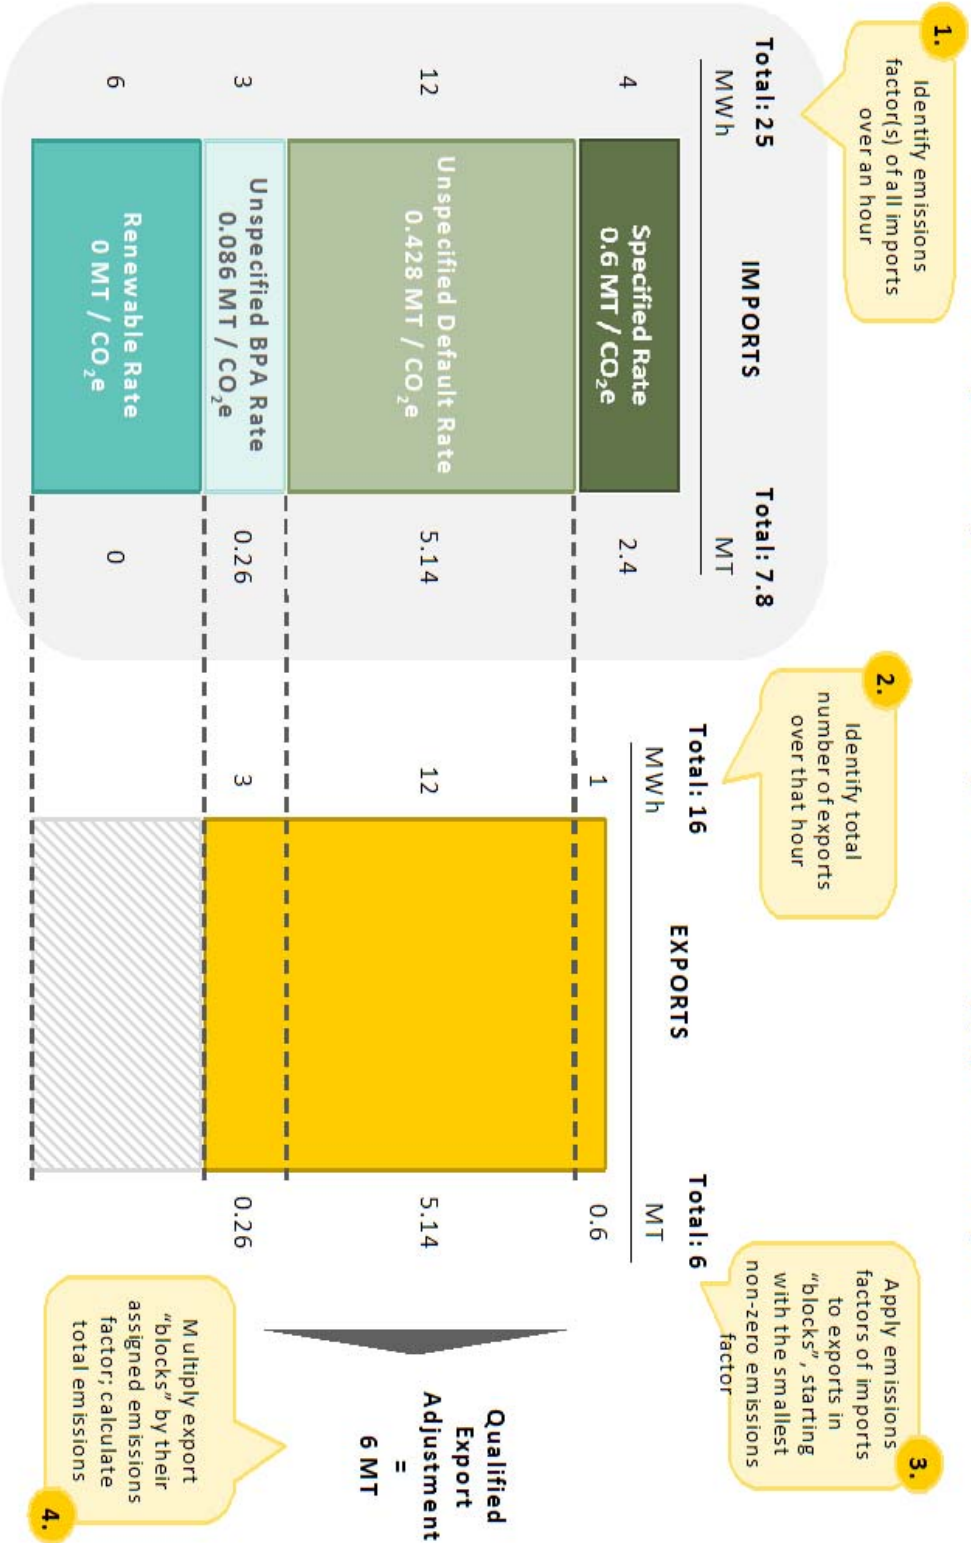 1.
Identify emissions
factor(s) of all imports
over an hour
2.
Identify total
number of exports
over that hour
3.
Apply emissions
factors of imports
to exports in
"blocks", starting
with the smallest
non-zero emissions
factor
Total: 25
MWh
IMPORTS
Total: 7.8
MT
4
Specified Rate
0.6 MT / CO₂e
2.4
12
Unspecified Default Rate
0.428 MT / CO₂e
5.14
3
Unspecified BPA Rate
0.086 MT / CO₂e
0.26
6
Renewable Rate
0 MT / CO₂e
0
Total: 16
MWh
EXPORTS
Total: 6
MT
1
0.6
12
5.14
3
0.26
Qualified
Export
Adjustment
=
6 MT
Multiply export
"blocks" by their
assigned emissions
factor; calculate
total emissions
4.